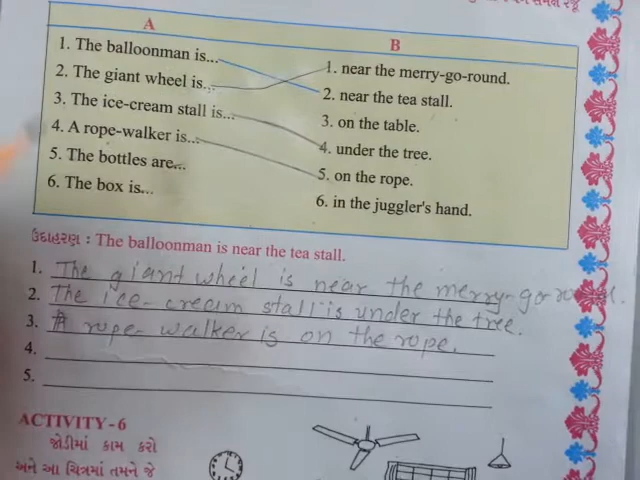 A
B
1. The balloonman is...
1. near the merry-go-round.
2. The giant wheel is...
2. near the tea stall.
3. The ice-cream stall is...
3. on the table.
4. A rope-walker is...
4. under the tree.
5. The bottles are...
5. on the rope.
6. The box is...
6. in the juggler's hand.
ઉદાહરણ : The balloonman is near the tea stall.
1. The giant wheel is near the merry-go round.
2. The ice-cream stall is under the tree.
3. A rope-walker is on the rope.
4.
5.
ACTIVITY-6
જોડીમાં કામ કરો
અને આ ચિત્રમાં તમને જે